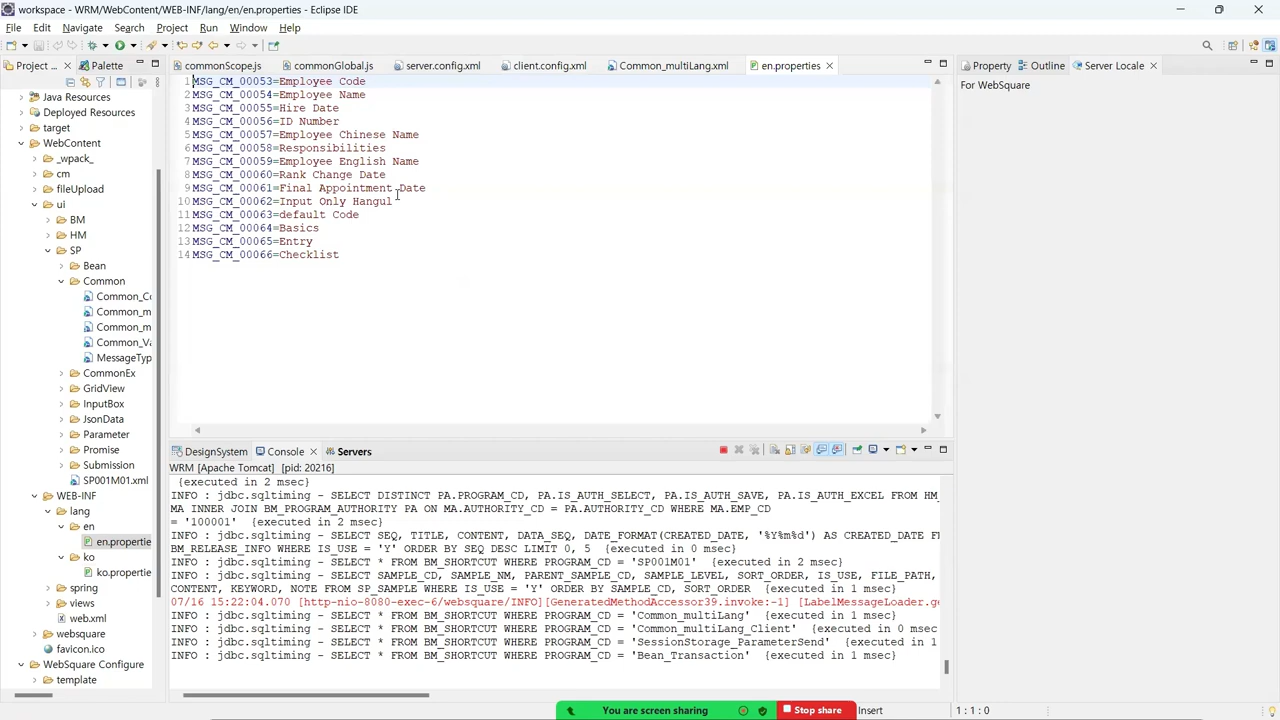 workspace - WRM/WebContent/WEB-INF/lang/en/en.properties - Eclipse IDE
File Edit Navigate Search Project Run Window Help
Project ... Palette
commonScope.js commonGlobal.js server.config.xml client.config.xml Common_multiLang.xml en.properties
Property Outline Server Locale
For WebSquare
Java Resources
Deployed Resources
target
WebContent
_wpack_
cm
fileUpload
ui
BM
HM
SP
Bean
Common
Common_Co
Common_m
Common_m
Common_Va
MessageTyp
CommonEx
GridView
InputBox
JsonData
Parameter
Promise
Submission
SP001M01.xml
WEB-INF
lang
en
en.propertie
ko
ko.propertie
spring
views
web.xml
websquare
favicon.ico
WebSquare Configure
template
1 MSG_CM_00053=Employee Code
2 MSG_CM_00054=Employee Name
3 MSG_CM_00055=Hire Date
4 MSG_CM_00056=ID Number
5 MSG_CM_00057=Employee Chinese Name
6 MSG_CM_00058=Responsibilities
7 MSG_CM_00059=Employee English Name
8 MSG_CM_00060=Rank Change Date
9 MSG_CM_00061=Final Appointment Date
10 MSG_CM_00062=Input Only Hangul
11 MSG_CM_00063=default Code
12 MSG_CM_00064=Basics
13 MSG_CM_00065=Entry
14 MSG_CM_00066=Checklist
DesignSystem Console Servers
WRM [Apache Tomcat] [pid: 20216]
{executed in 2 msec}
INFO : jdbc.sqltiming - SELECT DISTINCT PA.PROGRAM_CD, PA.IS_AUTH_SELECT, PA.IS_AUTH_SAVE, PA.IS_AUTH_EXCEL FROM HM_
MA INNER JOIN BM_PROGRAM_AUTHORITY PA ON MA.AUTHORITY_CD = PA.AUTHORITY_CD WHERE MA.EMP_CD
= '100001' {executed in 2 msec}
INFO : jdbc.sqltiming - SELECT SEQ, TITLE, CONTENT, DATA_SEQ, DATE_FORMAT(CREATED_DATE, '%Y%m%d') AS CREATED_DATE F
BM_RELEASE_INFO WHERE IS_USE = 'Y' ORDER BY SEQ DESC LIMIT 0, 5 {executed in 0 msec}
INFO : jdbc.sqltiming - SELECT * FROM BM_SHORTCUT WHERE PROGRAM_CD = 'SP001M01' {executed in 2 msec}
INFO : jdbc.sqltiming - SELECT SAMPLE_CD, SAMPLE_NM, PARENT_SAMPLE_CD, SAMPLE_LEVEL, SORT_ORDER, IS_USE, FILE_PATH,
CONTENT, KEYWORD, NOTE FROM SP_SAMPLE WHERE IS_USE = 'Y' ORDER BY SAMPLE_CD, SORT_ORDER {executed in 1 msec}
07/16 15:22:04.070 [http-nio-8080-exec-6/websquare/INFO][GeneratedMethodAccessor39.invoke:-1] [LabelMessageLoader.ge
INFO : jdbc.sqltiming - SELECT * FROM BM_SHORTCUT WHERE PROGRAM_CD = 'Common_multiLang' {executed in 1 msec}
INFO : jdbc.sqltiming - SELECT * FROM BM_SHORTCUT WHERE PROGRAM_CD = 'Common_multiLang_Client' {executed in 0 msec
INFO : jdbc.sqltiming - SELECT * FROM BM_SHORTCUT WHERE PROGRAM_CD = 'SessionStorage_ParameterSend' {executed in 1
INFO : jdbc.sqltiming - SELECT * FROM BM_SHORTCUT WHERE PROGRAM_CD = 'Bean_Transaction' {executed in 1 msec}
You are screen sharing Stop share Insert 1 : 1 : 0